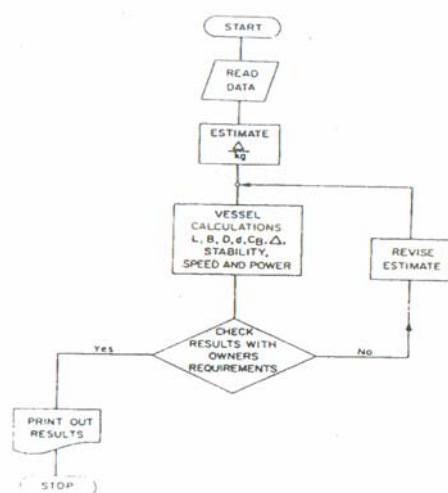 START
READ
DATA
ESTIMATE
Δ
kg
VESSEL
CALCULATIONS
L, B, D, d, CB, Δ,
STABILITY,
SPEED AND POWER
REVISE
ESTIMATE
CHECK
RESULTS WITH
OWNERS
REQUIREMENTS
Yes
No
PRINT OUT
RESULTS
STOP